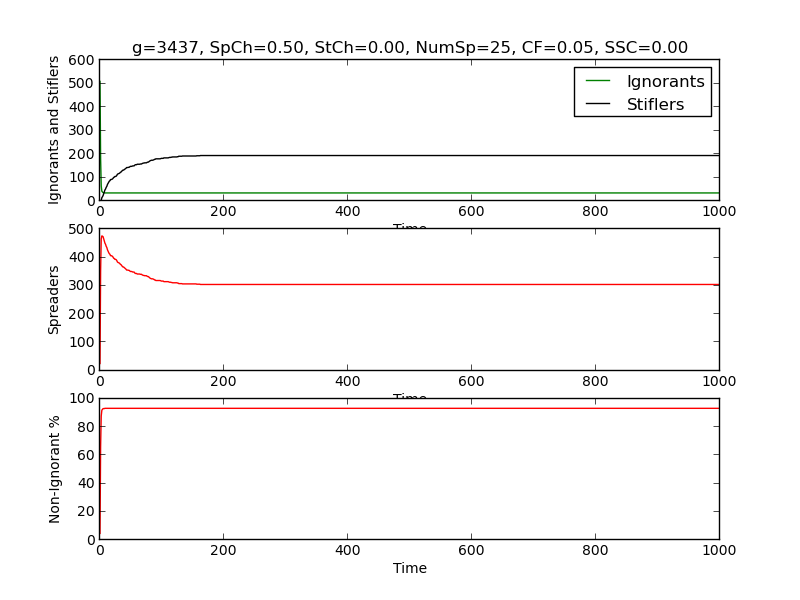 g=3437, SpCh=0.50, StCh=0.00, NumSp=25, CF=0.05, SSC=0.00
Ignorants and Stiflers
600
500
400
300
200
100
0
Ignorants
Stiflers
0 200 400 600 800 1000
Time
Spreaders
500
400
300
200
100
0
0 200 400 600 800 1000
Time
Non-Ignorant %
100
80
60
40
20
0
0 200 400 600 800 1000
Time